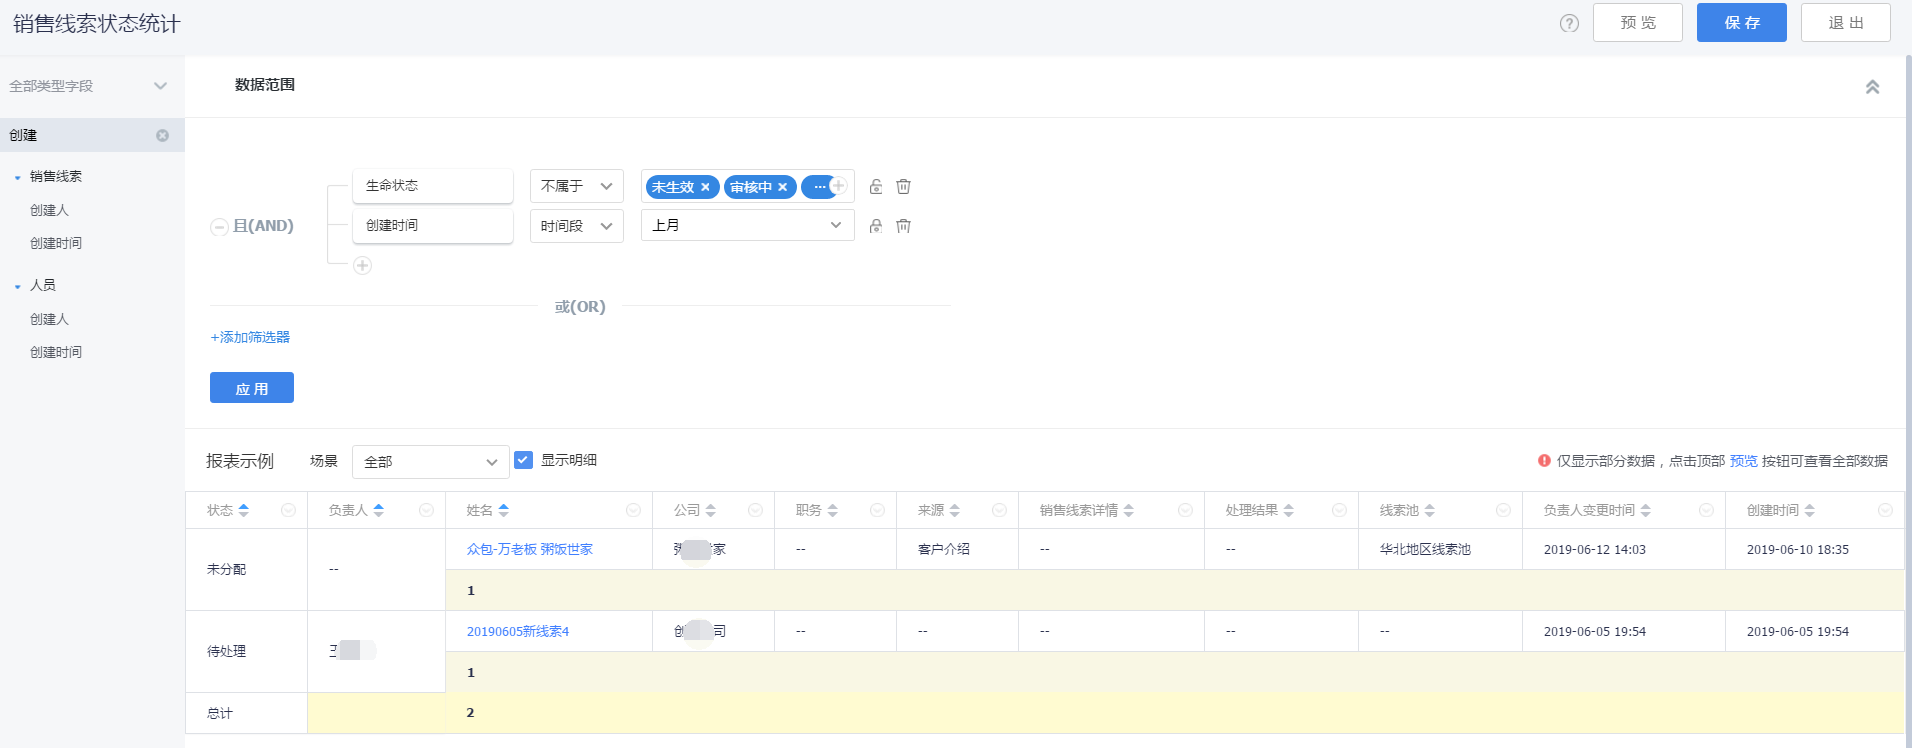 销售线索状态统计
预 览
保 存
退 出
全部类型字段
创建
销售线索
创建人
创建时间
人员
创建人
创建时间
数据范围
且(AND)
生命状态 不属于 未生效 审核中 ...
创建时间 时间段 上月
或(OR)
+添加筛选器
应 用
报表示例 场景 全部 显示明细 仅显示部分数据，点击顶部 预览 按钮可查看全部数据
状态 负责人 姓名 公司 职务 来源 销售线索详情 处理结果 线索池 负责人变更时间 创建时间
未分配 -- 众包-万老板 粥饭世家 家 -- 客户介绍 -- -- 华北地区线索池 2019-06-12 14:03 2019-06-10 18:35
1
待处理 20190605新线索4 创 司 -- -- -- -- -- 2019-06-05 19:54 2019-06-05 19:54
1
总计 2